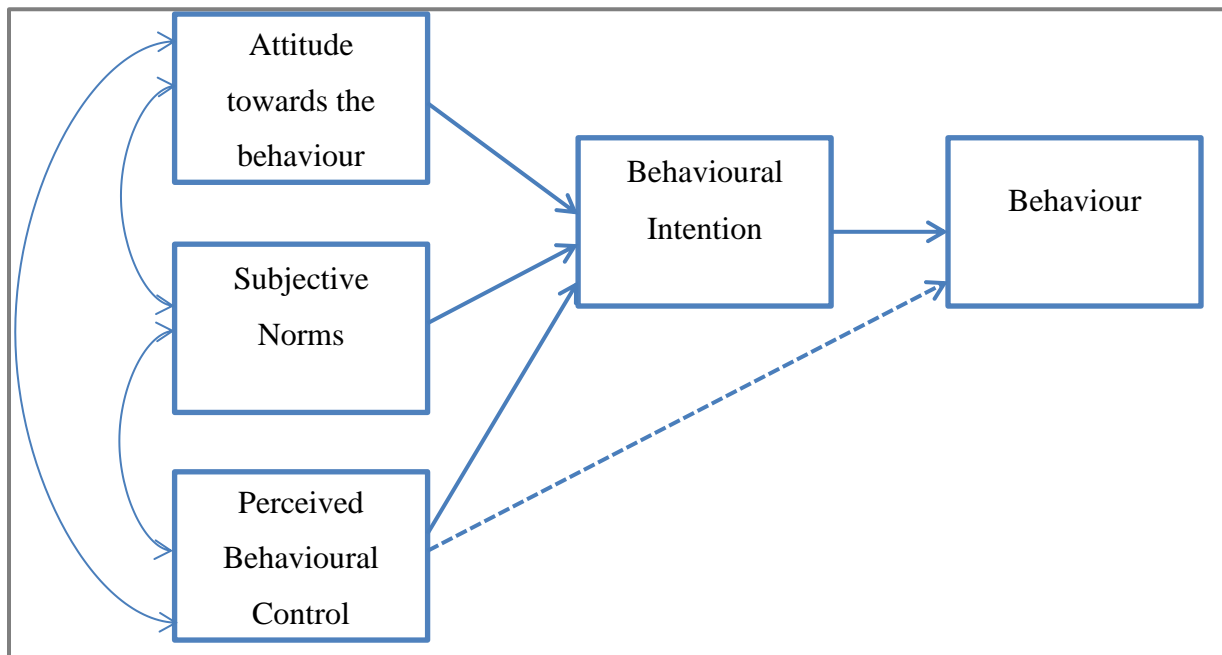 Attitude
towards the
behaviour
Subjective
Norms
Perceived
Behavioural
Control
Behavioural
Intention
Behaviour